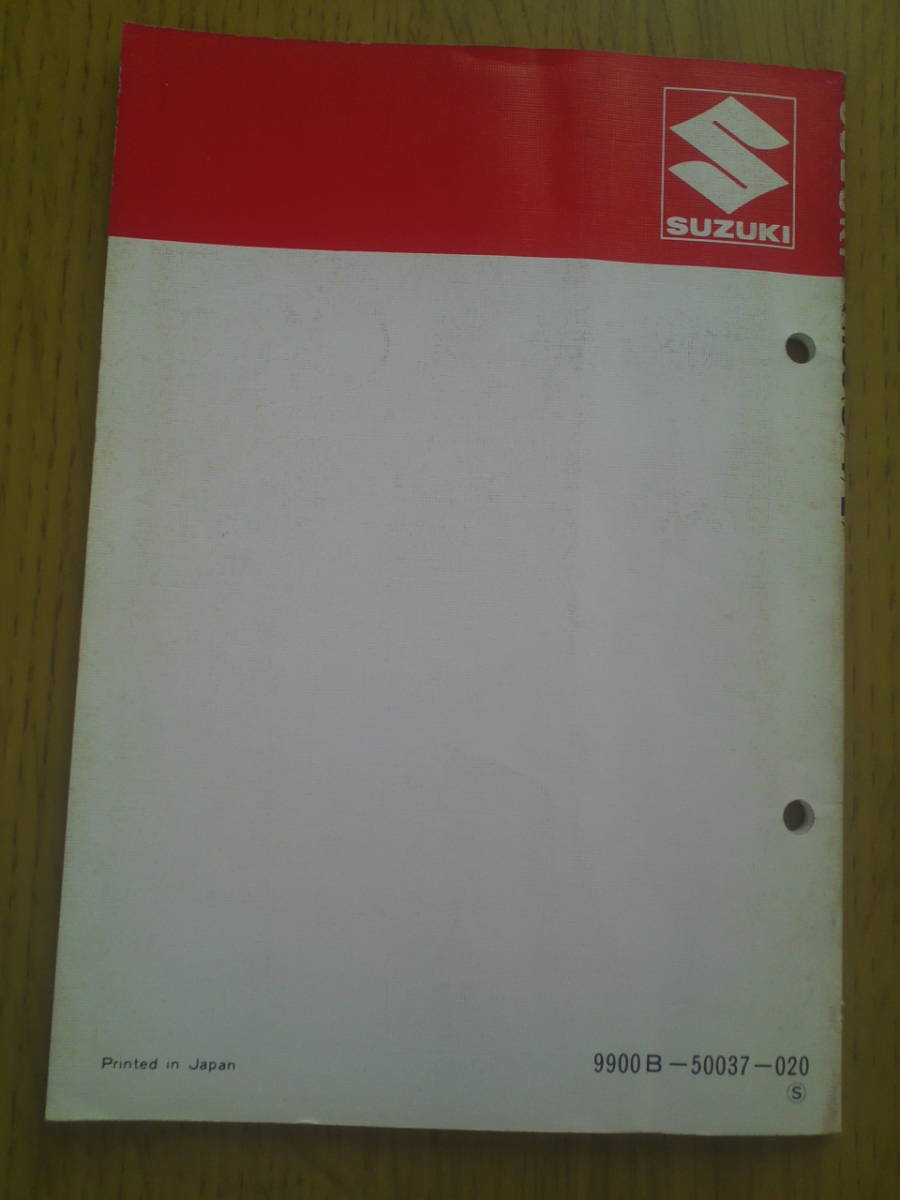 SUZUKI
Printed in Japan
9900B-50037-020
S